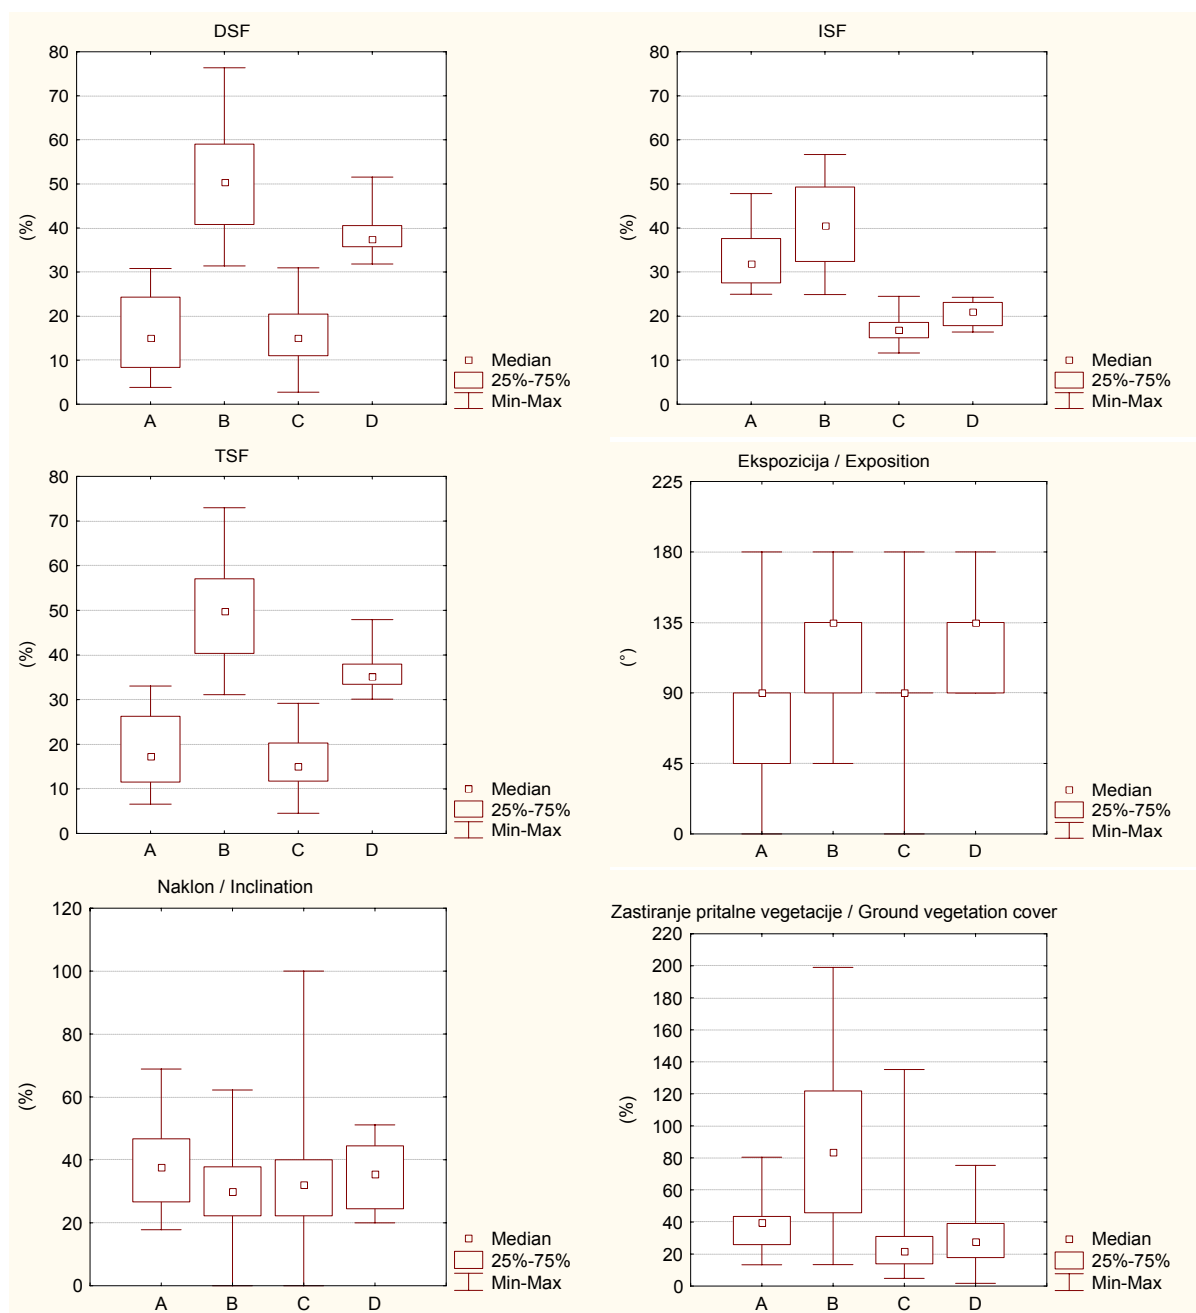 DSF
80
70
60
50
40
30
20
10
0
(%)
A B C D
Median
25%-75%
Min-Max
ISF
80
70
60
50
40
30
20
10
0
(%)
A B C D
Median
25%-75%
Min-Max
TSF
80
70
60
50
40
30
20
10
0
(%)
A B C D
Median
25%-75%
Min-Max
Ekspozicija / Exposition
225
180
135
90
45
0
(°)
A B C D
Median
25%-75%
Min-Max
Naklon / Inclination
120
100
80
60
40
20
0
(%)
A B C D
Median
25%-75%
Min-Max
Zastiranje pritalne vegetacije / Ground vegetation cover
220
200
180
160
140
120
100
80
60
40
20
0
(%)
A B C D
Median
25%-75%
Min-Max